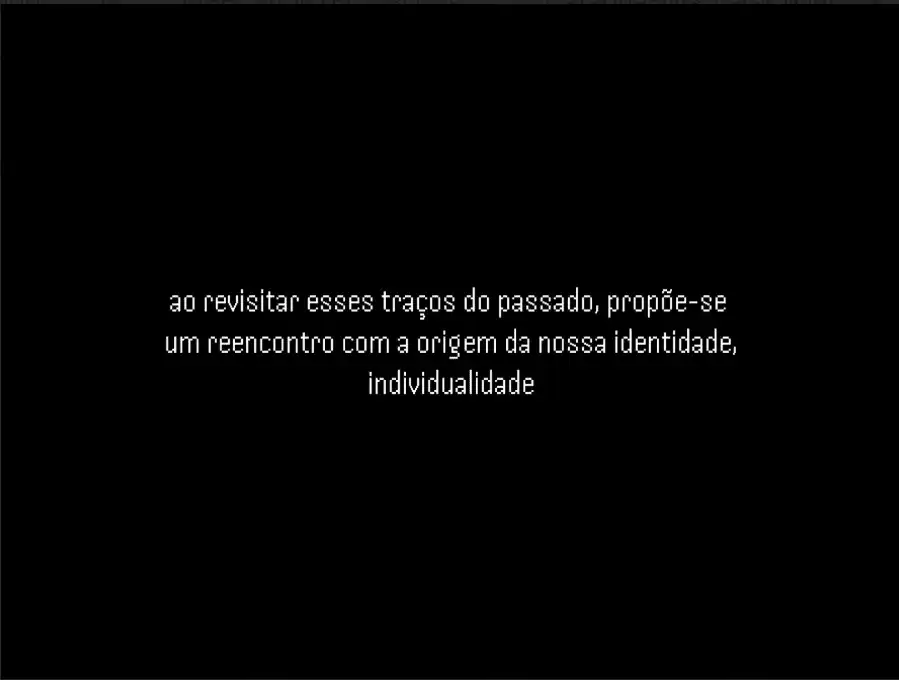 ao revisitar esses traços do passado, propõe-se
um reencontro com a origem da nossa identidade,
individualidade